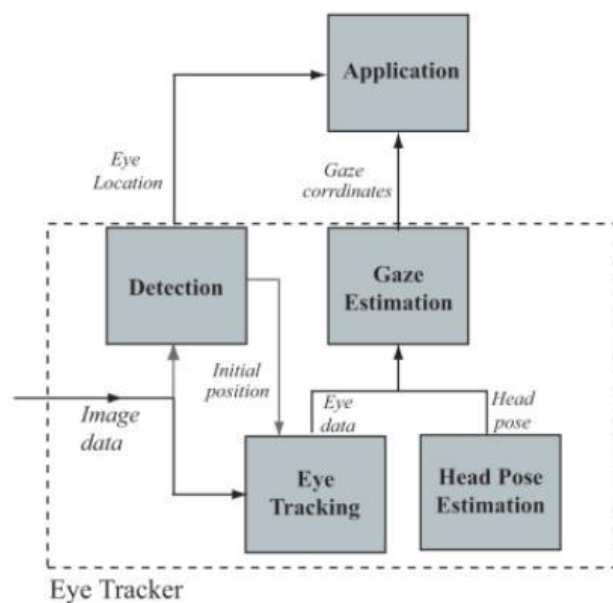 Application
Eye
Location
Gaze
corrdinates
Detection
Gaze
Estimation
Initial
position
Image
data
Eye
data
Head
pose
Eye
Tracking
Head Pose
Estimation
Eye Tracker